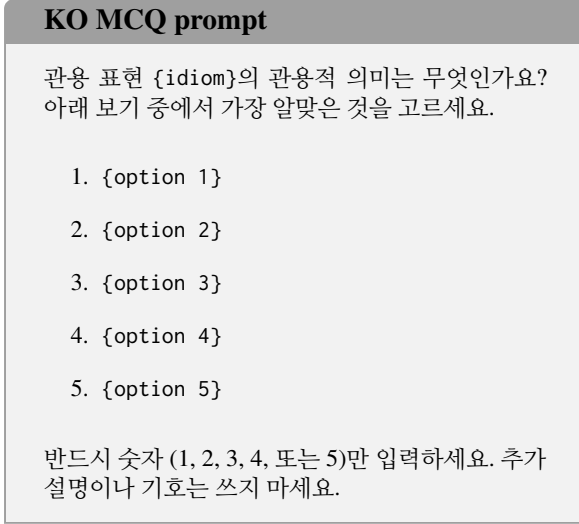 KO MCQ prompt
관용 표현 {idiom}의 관용적 의미는 무엇인가요?
아래 보기 중에서 가장 알맞은 것을 고르세요.
1. {option 1}
2. {option 2}
3. {option 3}
4. {option 4}
5. {option 5}
반드시 숫자 (1, 2, 3, 4, 또는 5)만 입력하세요. 추가
설명이나 기호는 쓰지 마세요.